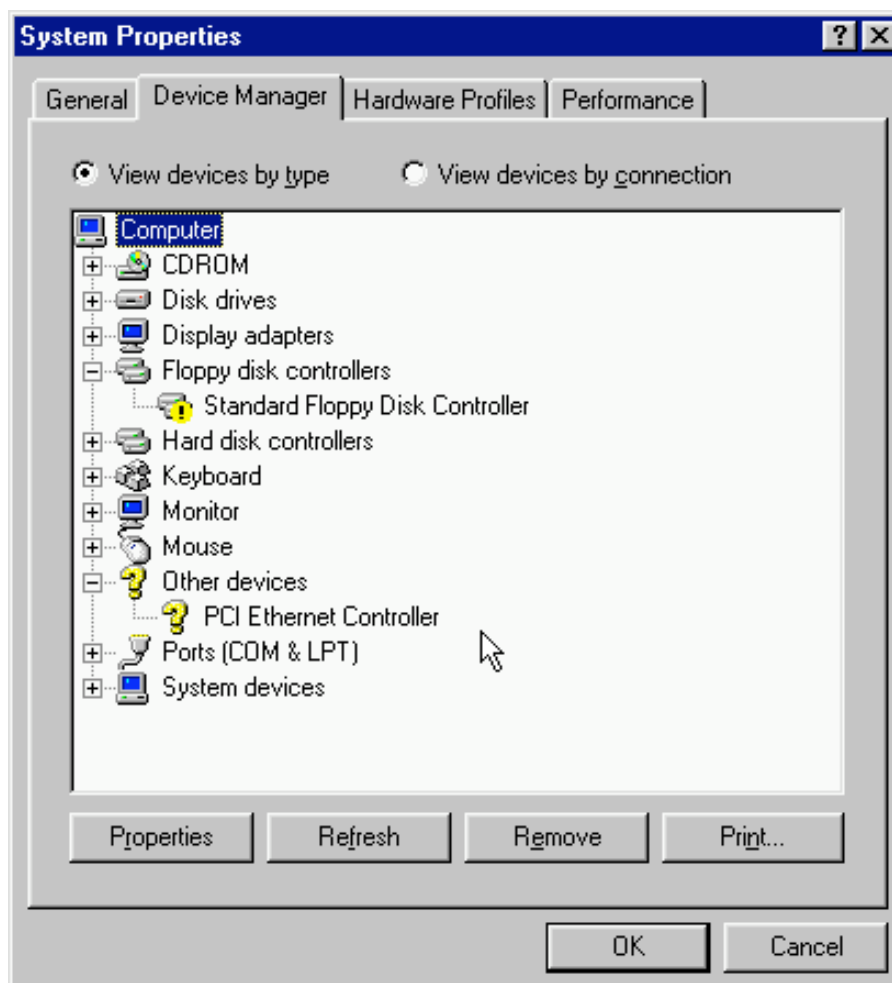 System Properties
General Device Manager Hardware Profiles Performance
View devices by type View devices by connection
Computer
CDROM
Disk drives
Display adapters
Floppy disk controllers
Standard Floppy Disk Controller
Hard disk controllers
Keyboard
Monitor
Mouse
Other devices
PCI Ethernet Controller
Ports (COM & LPT)
System devices
Properties Refresh Remove Print...
OK Cancel